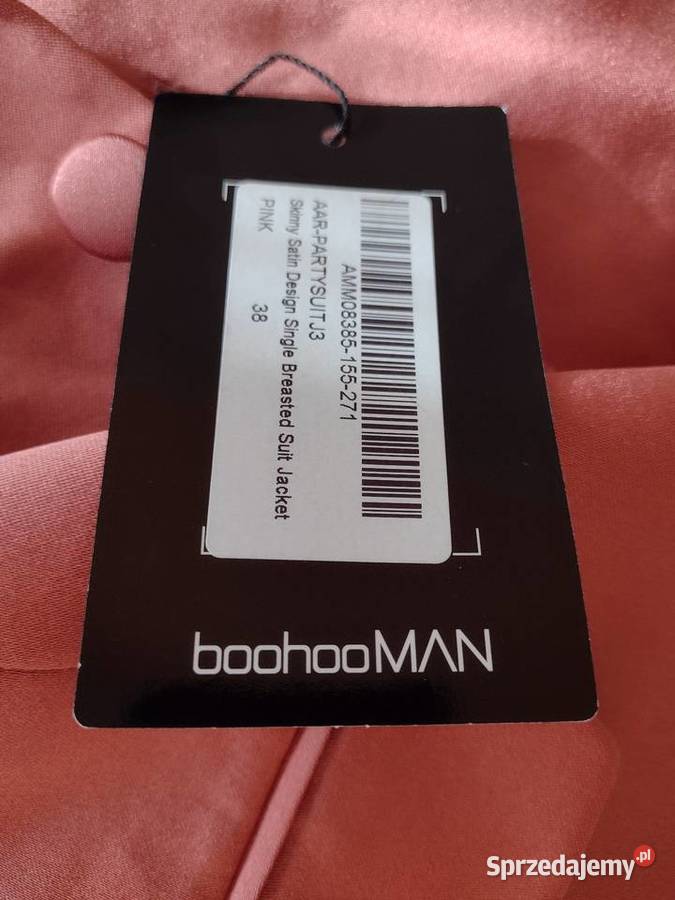 AMM08385-155-271
AAR-PARTYSUITJ3
Skinny Satin Design Single Breasted Suit Jacket
PINK
38
boohooMAN
Sprzedajemy.pl